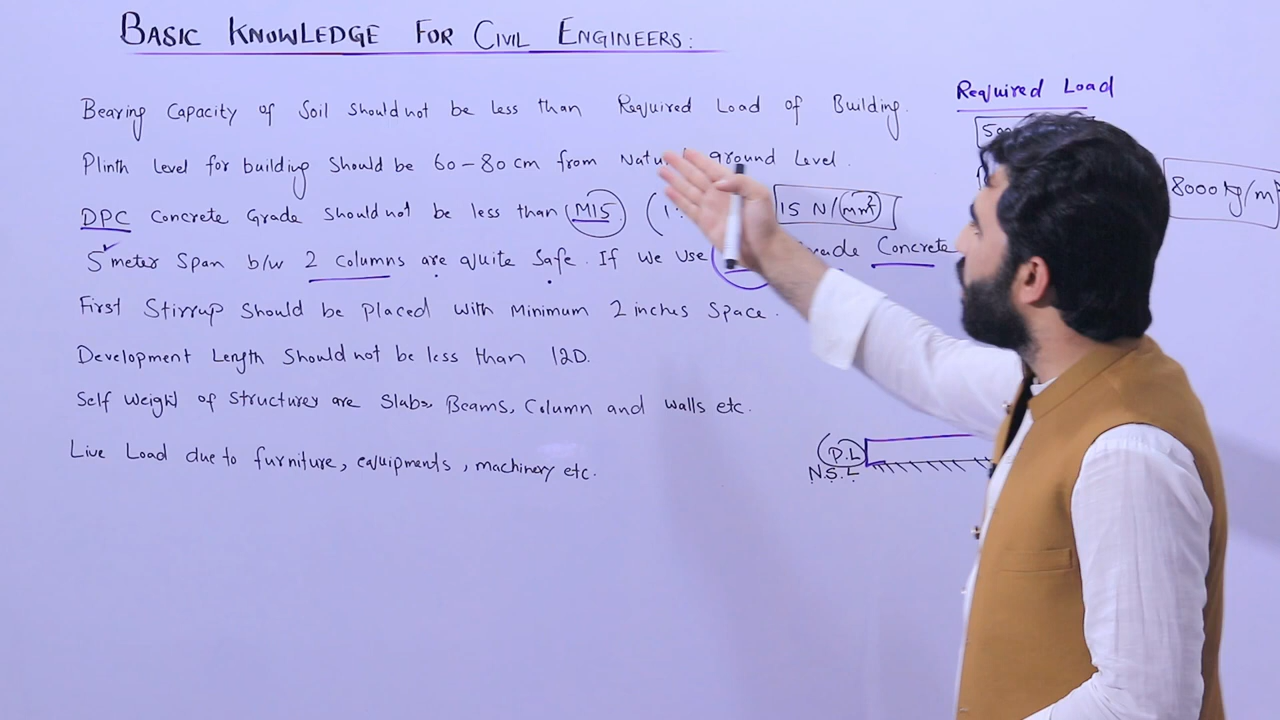 BASIC KNOWLEDGE FOR CIVIL ENGINEERS:
Bearing Capacity of Soil Should not be less than Required Load of Building.
Plinth Level for building Should be 60-80 cm from ground Level.
DPC Concrete Grade Should not be less than M15 15 N/mm²
5 meter Span b/w 2 columns are quite Safe. If We Use Concrete
First Stirrup Should be placed with Minimum 2 inches Space.
Development Length Should not be less than 12D.
Self Weight of Structures are Slabs, Beams, Column and walls etc.
Live Load due to furniture, equipments, machinery etc.
Required Load
8000 kg/m
P.L
N.S.L